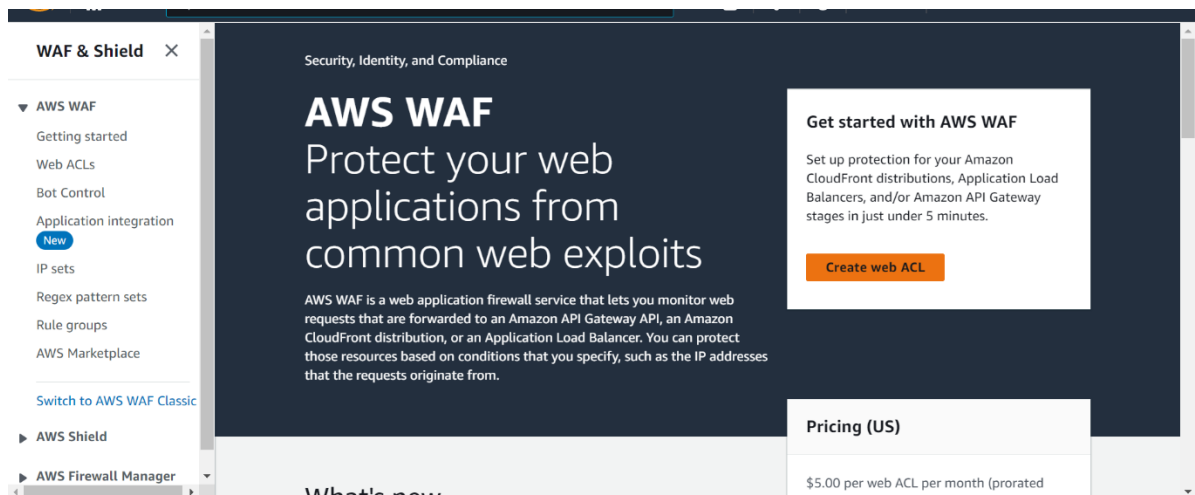 WAF & Shield
AWS WAF
Getting started
Web ACLs
Bot Control
Application integration
New
IP sets
Regex pattern sets
Rule groups
AWS Marketplace
Switch to AWS WAF Classic
AWS Shield
AWS Firewall Manager
Security, Identity, and Compliance
AWS WAF
Protect your web
applications from
common web exploits
AWS WAF is a web application firewall service that lets you monitor web
requests that are forwarded to an Amazon API Gateway API, an Amazon
CloudFront distribution, or an Application Load Balancer. You can protect
those resources based on conditions that you specify, such as the IP addresses
that the requests originate from.
Get started with AWS WAF
Set up protection for your Amazon
CloudFront distributions, Application Load
Balancers, and/or Amazon API Gateway
stages in just under 5 minutes.
Create web ACL
Pricing (US)
$5.00 per web ACL per month (prorated
What's new